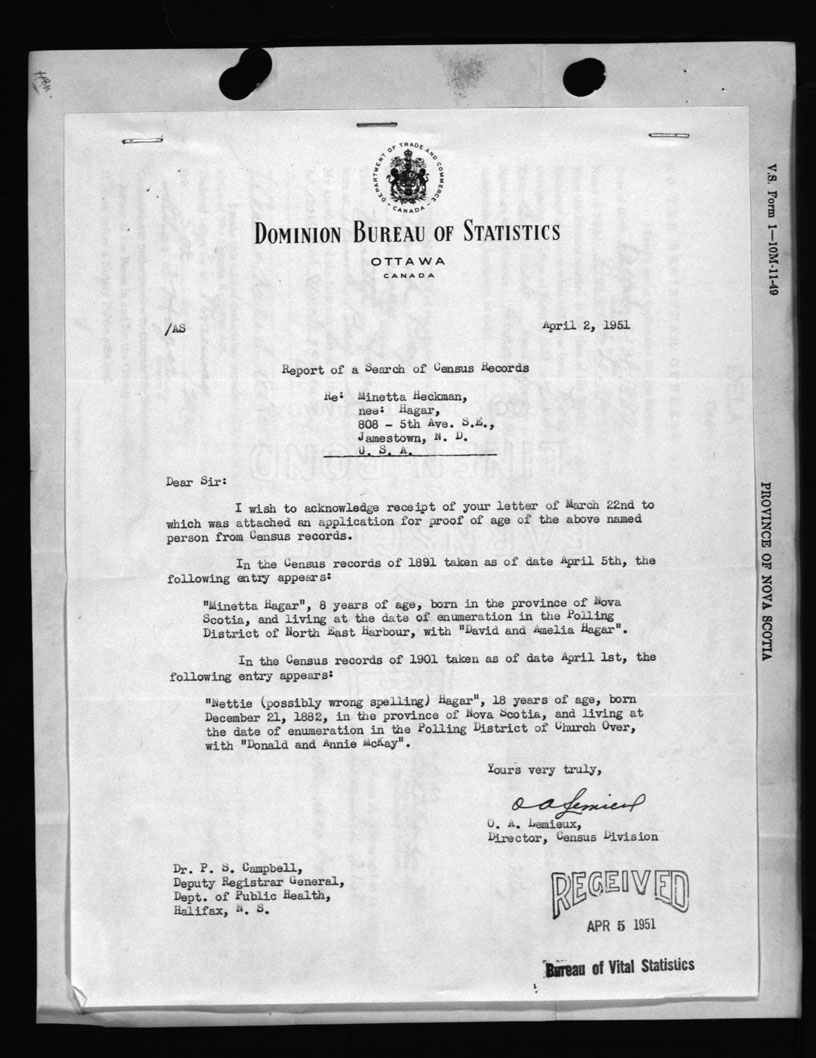 DEPARTMENT OF TRADE AND COMMERCE
CANADA
DOMINION BUREAU OF STATISTICS
OTTAWA
CANADA
/AS
April 2, 1951
Report of a Search of Census Records
Re: Minetta Heckman,
nee: Hagar,
808 - 5th Ave. S.E.,
Jamestown, N. D.
U. S. A.
Dear Sir:
I wish to acknowledge receipt of your letter of March 22nd to
which was attached an application for proof of age of the above named
person from Census records.
In the Census records of 1891 taken as of date April 5th, the
following entry appears:
"Minetta Hagar", 8 years of age, born in the province of Nova
Scotia, and living at the date of enumeration in the Polling
District of North East Harbour, with "David and Amelia Hagar".
In the Census records of 1901 taken as of date April 1st, the
following entry appears:
"Nettie (possibly wrong spelling) Hagar", 18 years of age, born
December 21, 1882, in the province of Nova Scotia, and living at
the date of enumeration in the Polling District of Church Over,
with "Donald and Annie McKay".
Yours very truly,
O A Lemieux
O. A. Lemieux,
Director, Census Division
Dr. P. S. Campbell,
Deputy Registrar General,
Dept. of Public Health,
Halifax, N. S.
RECEIVED
APR 5 1951
Bureau of Vital Statistics
V.S. Form 1—10M-11-49
PROVINCE OF NOVA SCOTIA